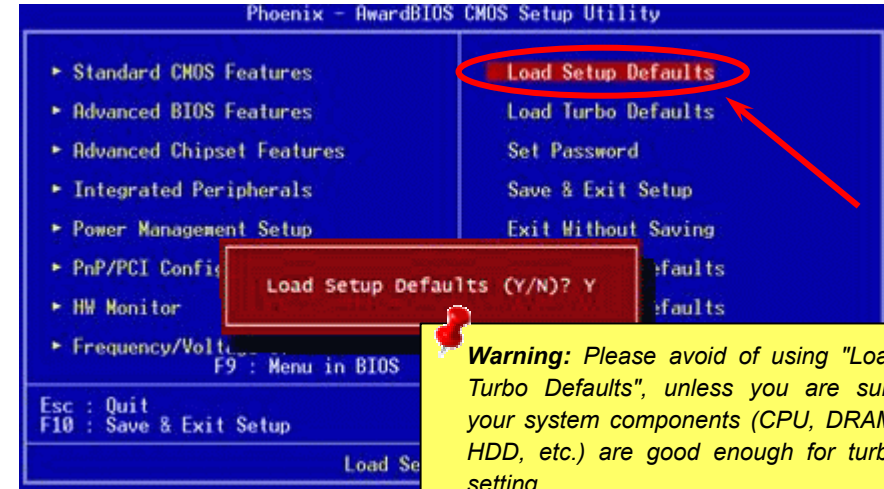 Phoenix - AwardBIOS CMOS Setup Utility
► Standard CMOS Features
► Advanced BIOS Features
► Advanced Chipset Features
► Integrated Peripherals
► Power Management Setup
► PnP/PCI Config
► HW Monitor
► Frequency/Volt
Load Setup Defaults
Load Turbo Defaults
Set Password
Save & Exit Setup
Exit Without Saving
efaults
efaults
Load Setup Defaults (Y/N)? Y
F9 : Menu in BIOS
Esc : Quit
F10 : Save & Exit Setup
Load Se
Warning: Please avoid of using "Loa
Turbo Defaults", unless you are su
your system components (CPU, DRAM
HDD, etc.) are good enough for turb
setting